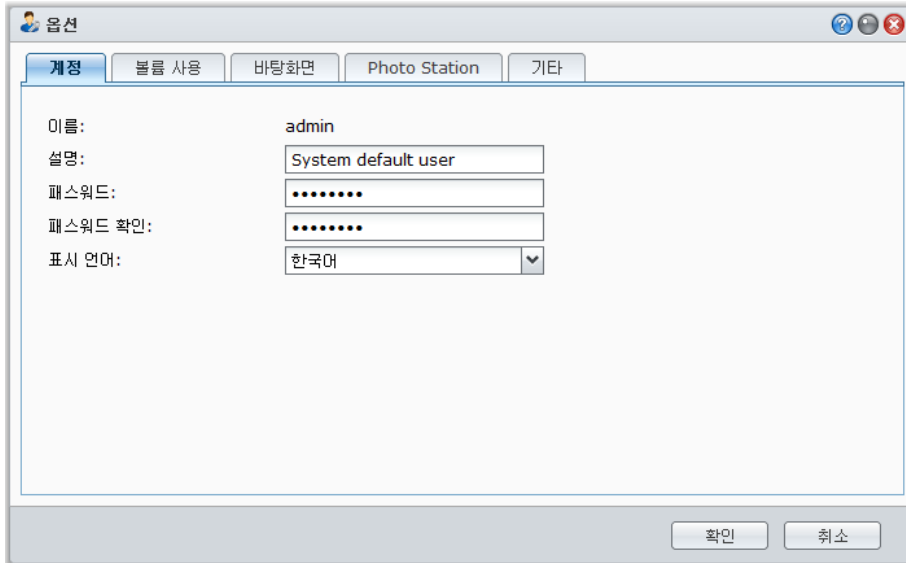 옵션
계정 볼륨 사용 바탕화면 Photo Station 기타
이름: admin
설명: System default user
패스워드: ••••••••
패스워드 확인: ••••••••
표시 언어: 한국어
확인 취소